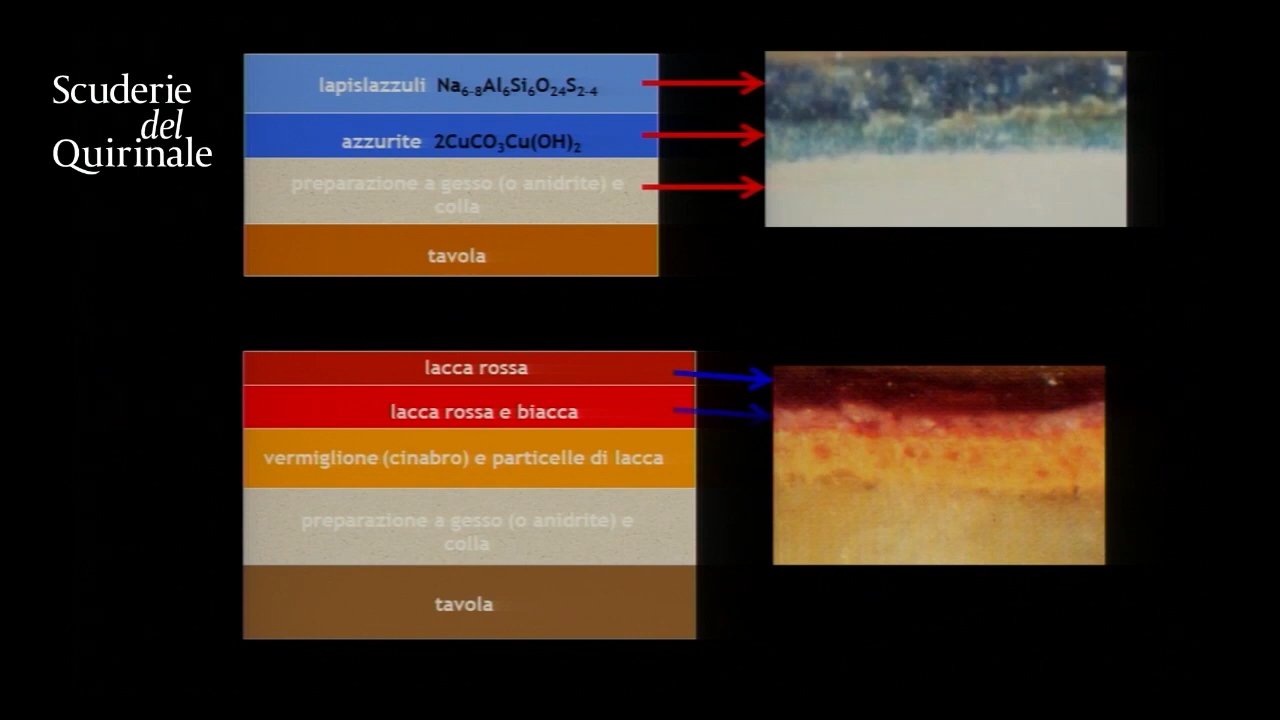 Scuderie
del
Quirinale
lapislazzuli Na₆₋₈Al₆Si₆O₂₄S₂₋₄
azzurite 2CuCO₃Cu(OH)₂
preparazione a gesso (o anidrite) e
colla
tavola
lacca rossa
lacca rossa e biacca
vermiglione (cinabro) e particelle di lacca
preparazione a gesso (o anidrite) e
colla
tavola